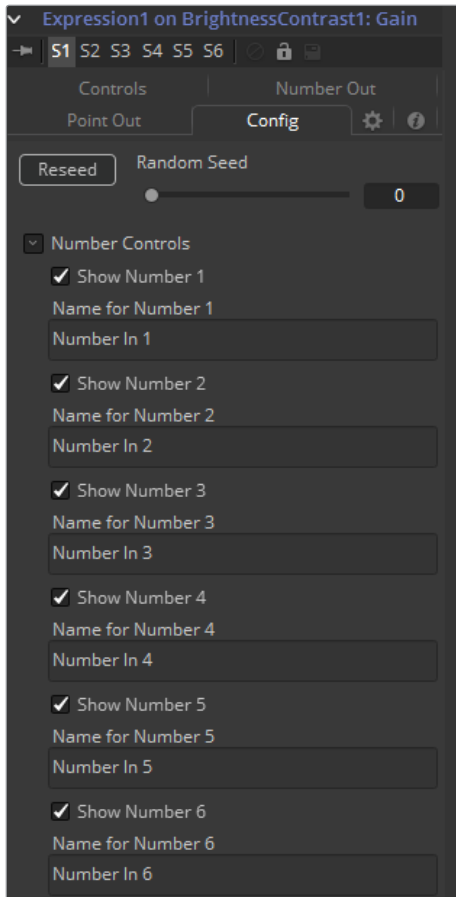 Expression1 on BrightnessContrast1: Gain
S1 S2 S3 S4 S5 S6
Controls Number Out
Point Out Config
Reseed Random Seed
0
Number Controls
Show Number 1
Name for Number 1
Number In 1
Show Number 2
Name for Number 2
Number In 2
Show Number 3
Name for Number 3
Number In 3
Show Number 4
Name for Number 4
Number In 4
Show Number 5
Name for Number 5
Number In 5
Show Number 6
Name for Number 6
Number In 6